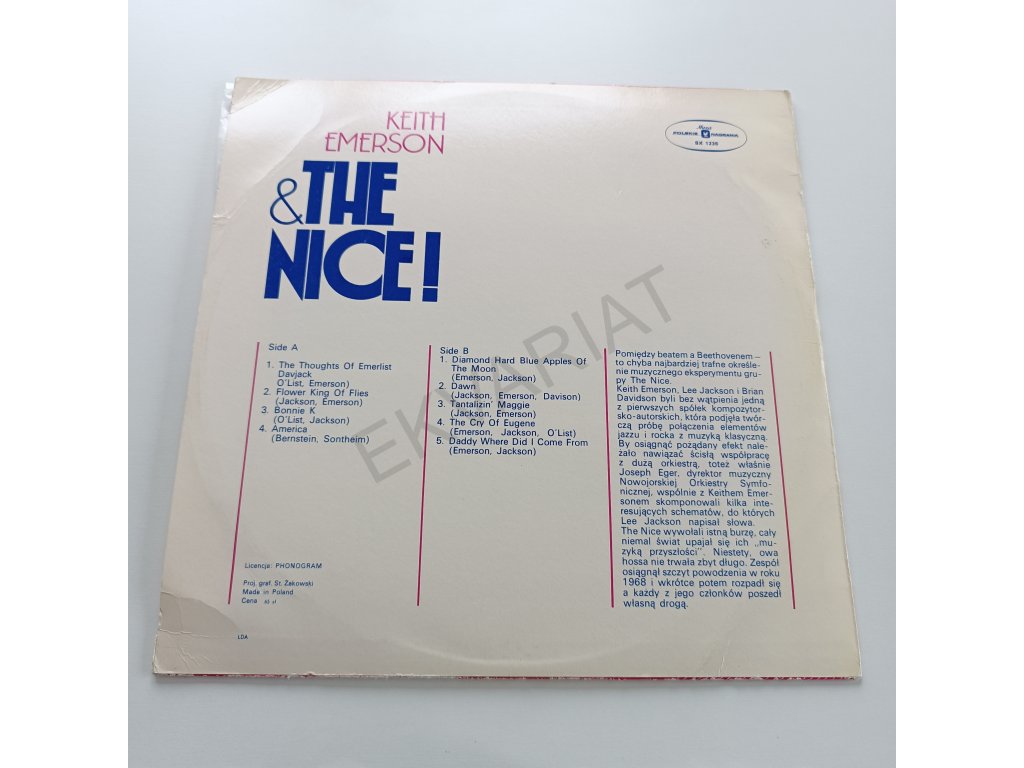 KEITH
EMERSON
&THE
NICE!
Muza
POLSKIE NAGRANIA
SX 1236
Side A
1. The Thoughts Of Emerlist
Davjack
(O'List, Emerson)
2. Flower King Of Flies
(Jackson, Emerson)
3. Bonnie K
(O'List, Jackson)
4. America
(Bernstein, Sontheim)
Side B
1. Diamond Hard Blue Apples Of
The Moon
(Emerson, Jackson)
2. Dawn
(Jackson, Emerson, Davison)
3. Tantalizin' Maggie
(Jackson, Emerson)
4. The Cry Of Eugene
(Emerson, Jackson, O'List)
5. Daddy Where Did I Come From
(Emerson, Jackson)
Pomiędzy beatem a Beethovenem —
to chyba najbardziej trafne określe-
nie muzycznego eksperymentu gru-
py The Nice.
Keith Emerson, Lee Jackson i Brian
Davidson byli bez wątpienia jedną
z pierwszych spółek kompozytor-
sko-autorskich, która podjęła twór-
czą próbę połączenia elementów
jazzu i rocka z muzyką klasyczną.
By osiągnąć pożądany efekt nale-
żało nawiązać ścisłą współpracę
z dużą orkiestrą, toteż właśnie
Joseph Eger, dyrektor muzyczny
Nowojorskiej Orkiestry Symfo-
nicznej, wspólnie z Keithem Emer-
sonem skomponowali kilka inte-
resujących schematów, do których
Lee Jackson napisał słowa.
The Nice wywołali istną burzę, cały
niemal świat upajał się ich „mu-
zyką przyszłości". Niestety, owa
hossa nie trwała zbyt długo. Zespół
osiągnął szczyt powodzenia w roku
1968 i wkrótce potem rozpadł się
a każdy z jego członków poszedł
własną drogą.
Licencja: PHONOGRAM
Proj. graf. St. Żakowski
Made in Poland
Cena zł
LDA
EKVARIAT